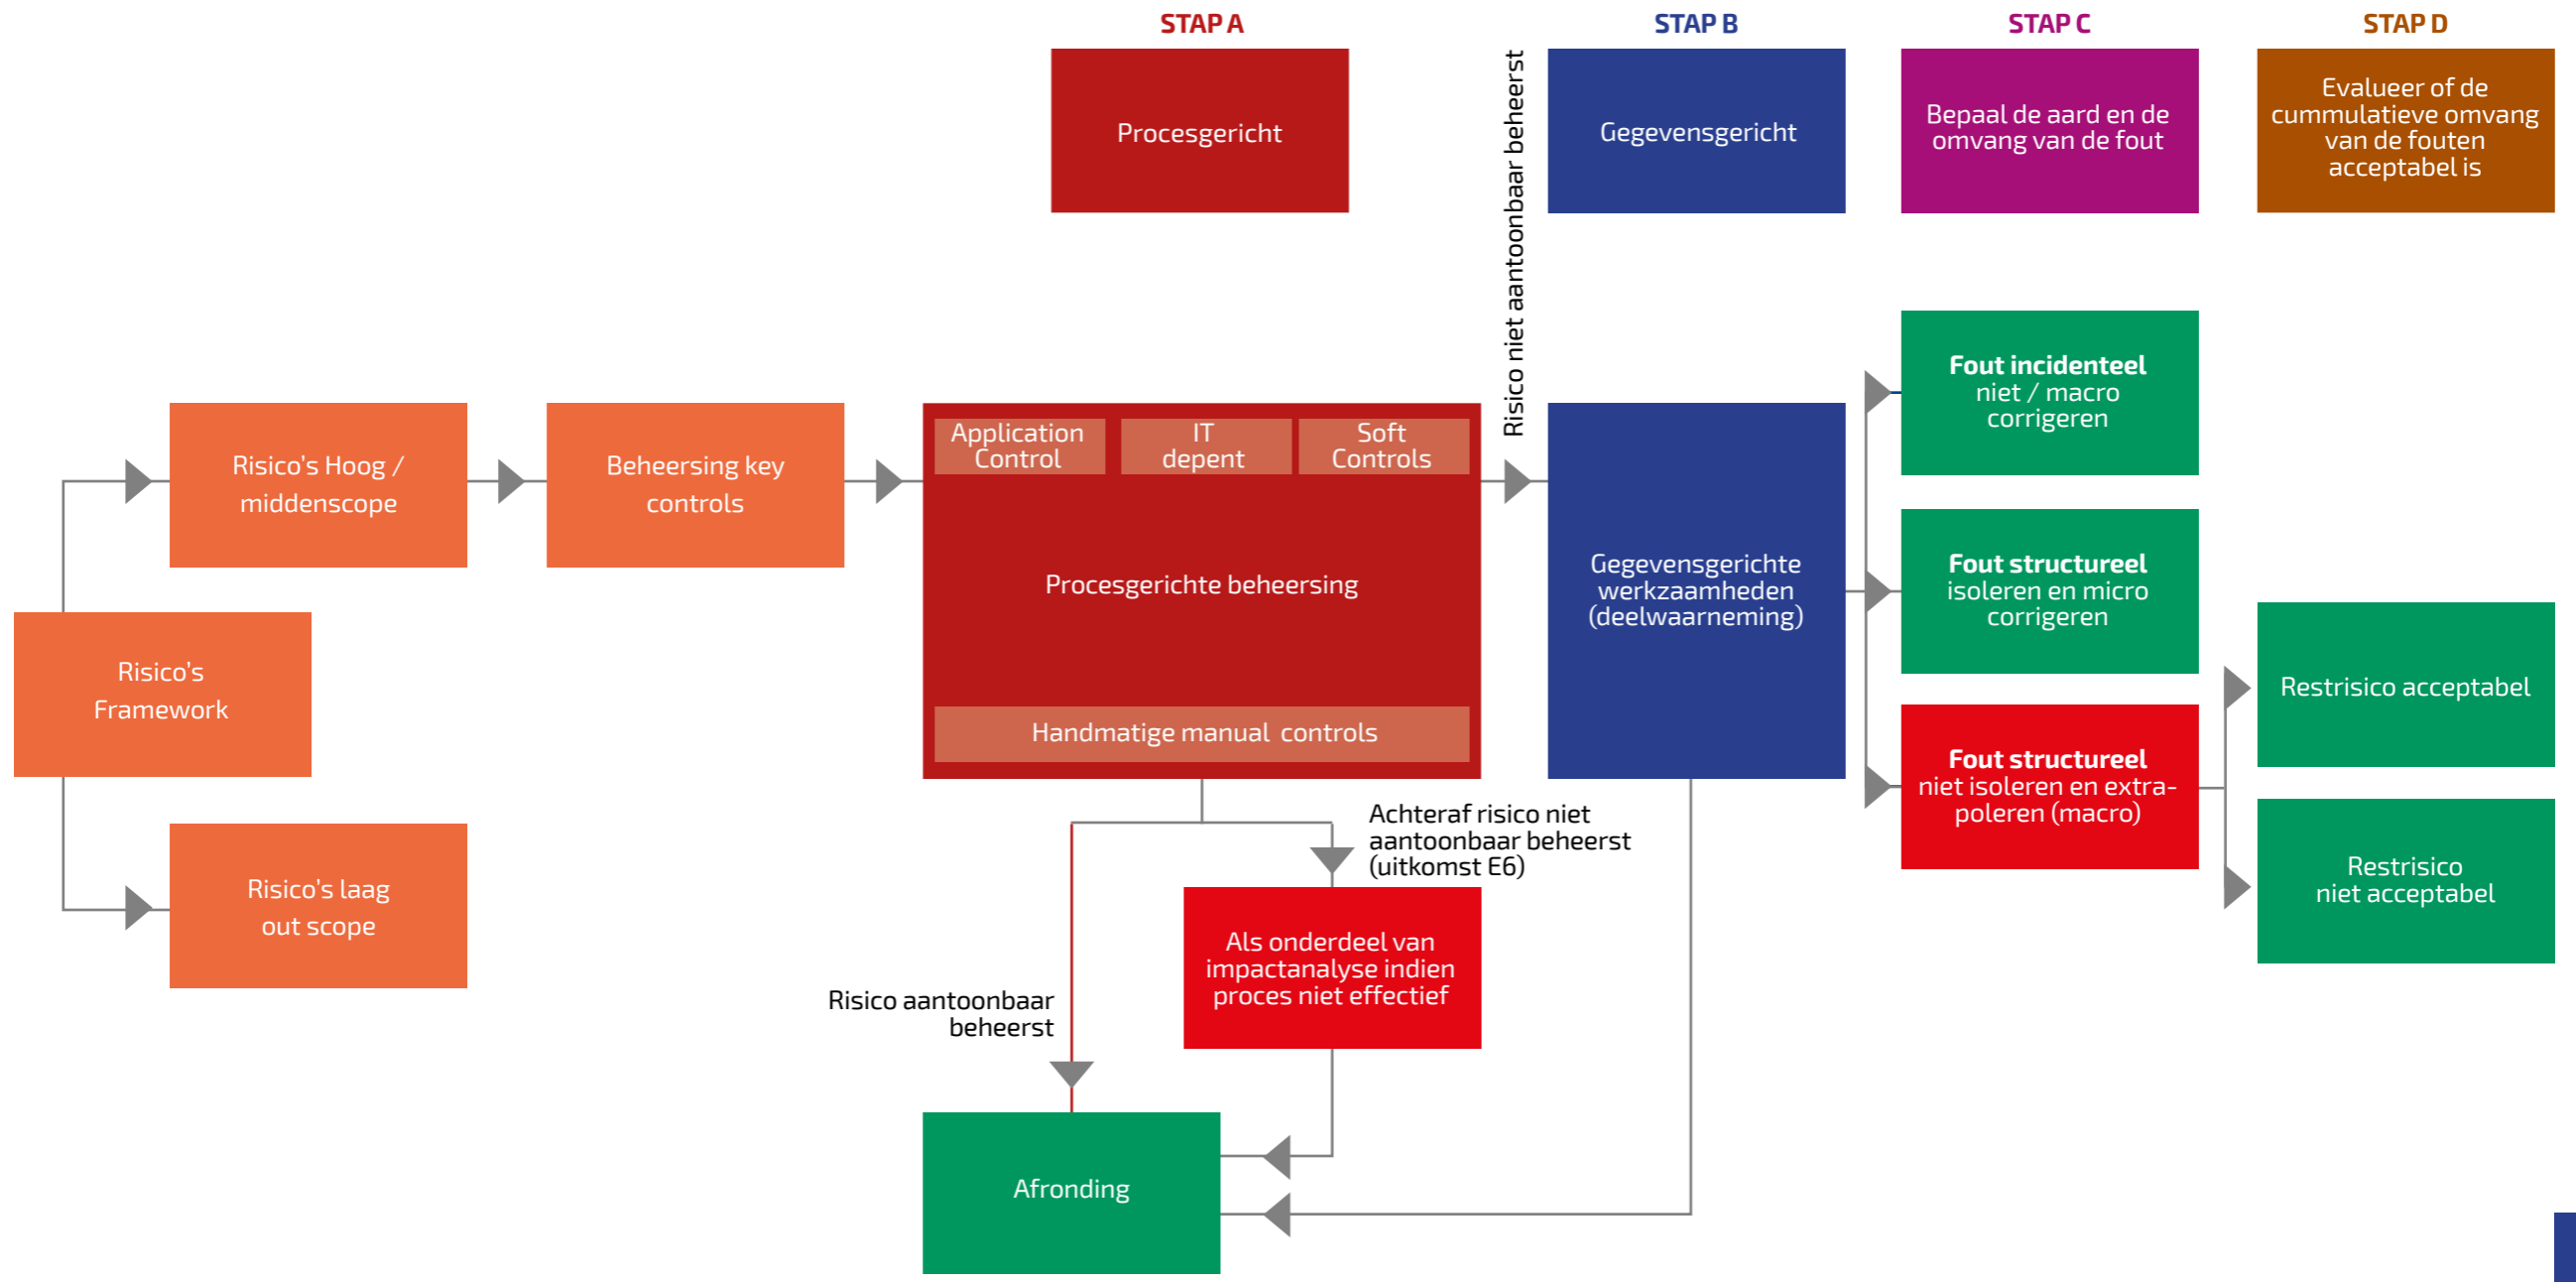 STAP A
STAP B
STAP C
STAP D
Procesgericht
Risico niet aantoonbaar beheerst
Gegevensgericht
Bepaal de aard en de
omvang van de fout
Evalueer of de
cummulatieve omvang
van de fouten
acceptabel is
Risico's
Framework
Risico's Hoog /
middenscope
Risico's laag
out scope
Beheersing key
controls
Application
Control
IT
depent
Soft
Controls
Procesgerichte beheersing
Handmatige manual controls
Risico aantoonbaar
beheerst
Achteraf risico niet
aantoonbaar beheerst
(uitkomst E6)
Als onderdeel van
impactanalyse indien
proces niet effectief
Afronding
Gegevensgerichte
werkzaamheden
(deelwaarneming)
Fout incidenteel
niet / macro
corrigeren
Fout structureel
isoleren en micro
corrigeren
Fout structureel
niet isoleren en extra-
poleren (macro)
Restrisico acceptabel
Restrisico
niet acceptabel